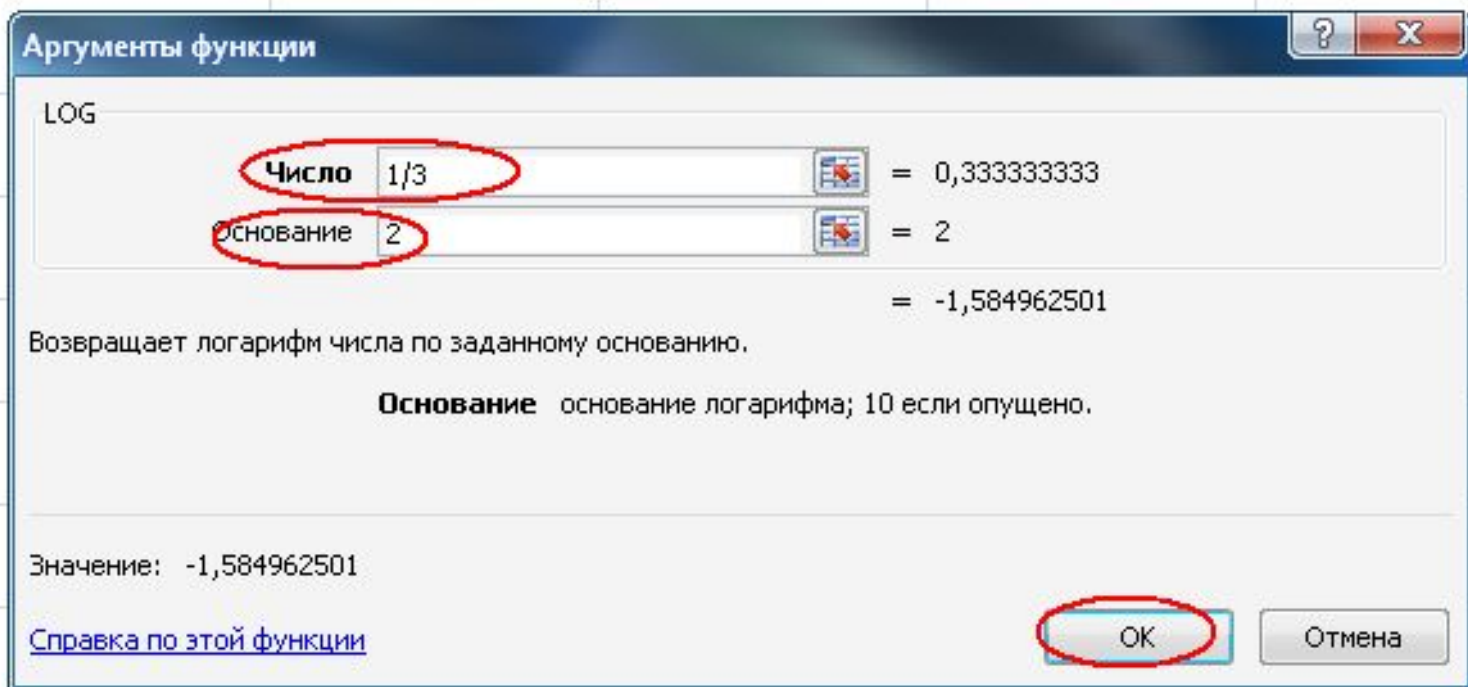 Аргументы функции
LOG
Число 1/3 = 0,333333333
Основание 2 = 2
= -1,584962501
Возвращает логарифм числа по заданному основанию.
Основание основание логарифма; 10 если опущено.
Значение: -1,584962501
Справка по этой функции
ОК Отмена